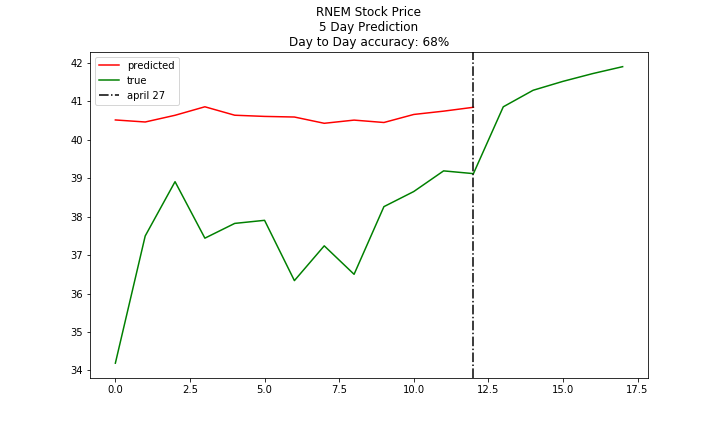 RNEM Stock Price
5 Day Prediction
Day to Day accuracy: 68%
predicted
true
april 27
42
41
40
39
38
37
36
35
34
0.0 2.5 5.0 7.5 10.0 12.5 15.0 17.5